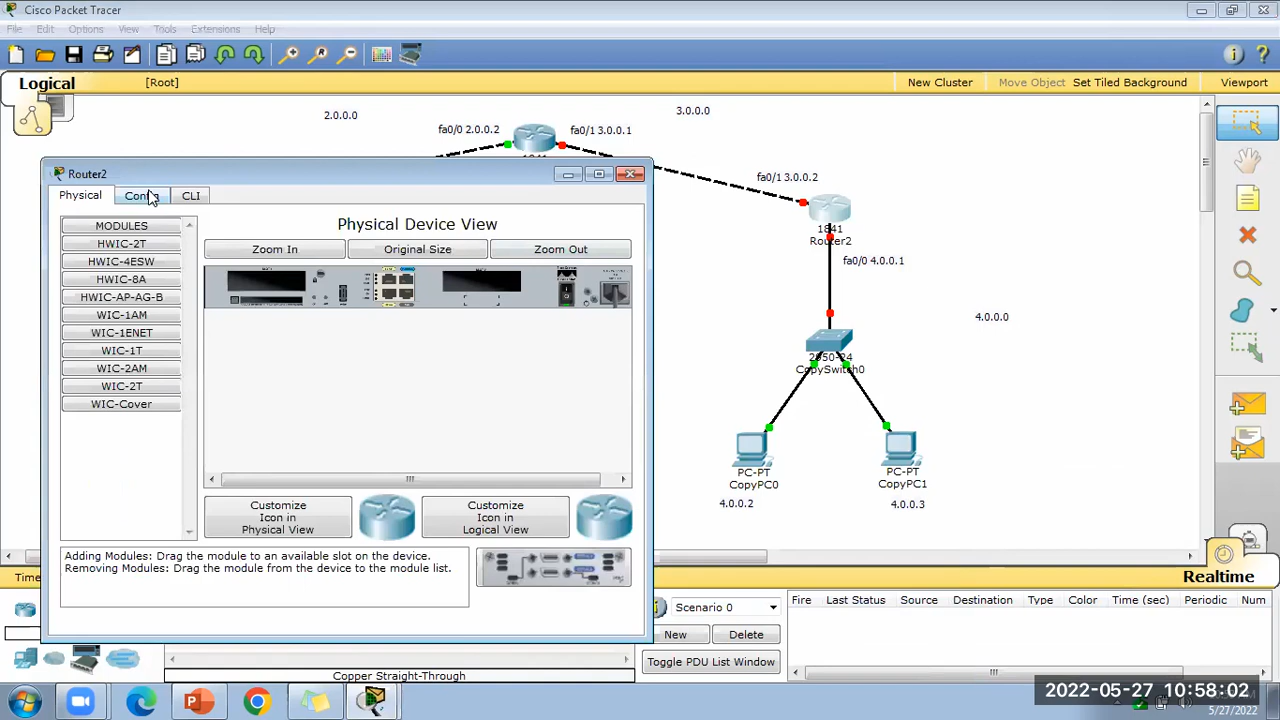 Cisco Packet Tracer
File Edit Options View Tools Extensions Help
Logical
[Root]
New Cluster
Move Object
Set Tiled Background
Viewport
2.0.0.0
3.0.0.0
fa0/0 2.0.0.2
fa0/1 3.0.0.1
fa0/1 3.0.0.2
1841
Router2
fa0/0 4.0.0.1
4.0.0.0
2950-24
CopySwitch0
PC-PT
CopyPC0
PC-PT
CopyPC1
4.0.0.2
4.0.0.3
Router2
Physical
CLI
MODULES
HWIC-2T
HWIC-4ESW
HWIC-8A
HWIC-AP-AG-B
WIC-1AM
WIC-1ENET
WIC-1T
WIC-2AM
WIC-2T
WIC-Cover
Physical Device View
Zoom In
Original Size
Zoom Out
Customize
Icon in
Physical View
Customize
Icon in
Logical View
Adding Modules: Drag the module to an available slot on the device.
Removing Modules: Drag the module from the device to the module list.
Time
Realtime
Scenario 0
New
Delete
Toggle PDU List Window
Fire Last Status Source Destination Type Color Time (sec) Periodic Num
Copper Straight-Through
2022-05-27 10:58:02
5/27/2022